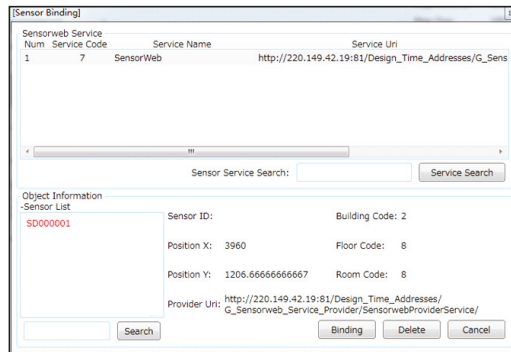 [Sensor Binding]
Sensorweb Service
Num Service Code Service Name Service Uri
1 7 SensorWeb http://220.149.42.19:81/Design_Time_Addresses/G_Sens
Sensor Service Search: Service Search
Object Information
-Sensor List
SD000001
Sensor ID: Building Code: 2
Position X: 3960 Floor Code: 8
Position Y: 1206.66666666667 Room Code: 8
Provider Uri: http://220.149.42.19:81/Design_Time_Addresses/
G_Sensorweb_Service_Provider/SensorwebProviderService/
Search Binding Delete Cancel